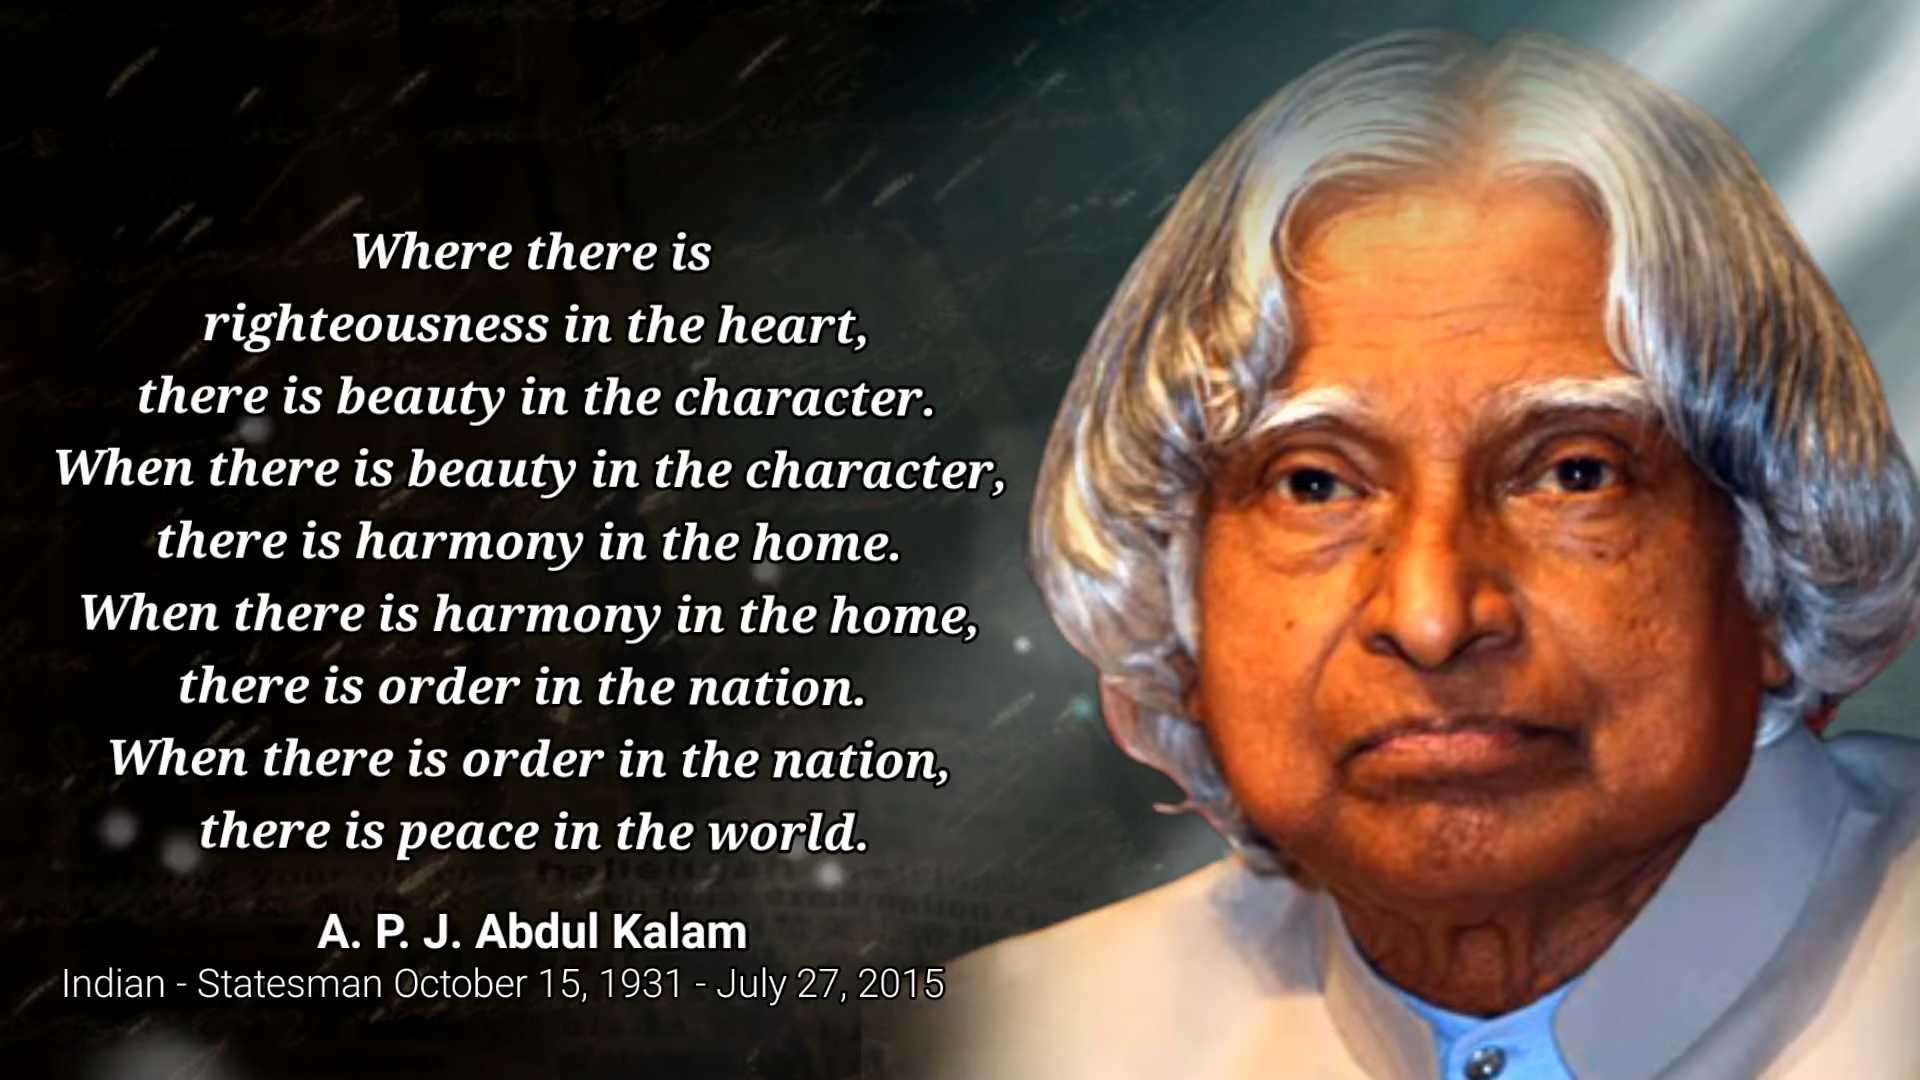 Where there is
righteousness in the heart,
there is beauty in the character.
When there is beauty in the character,
there is harmony in the home.
When there is harmony in the home,
there is order in the nation.
When there is order in the nation,
there is peace in the world.
A. P. J. Abdul Kalam
Indian - Statesman October 15, 1931 - July 27, 2015